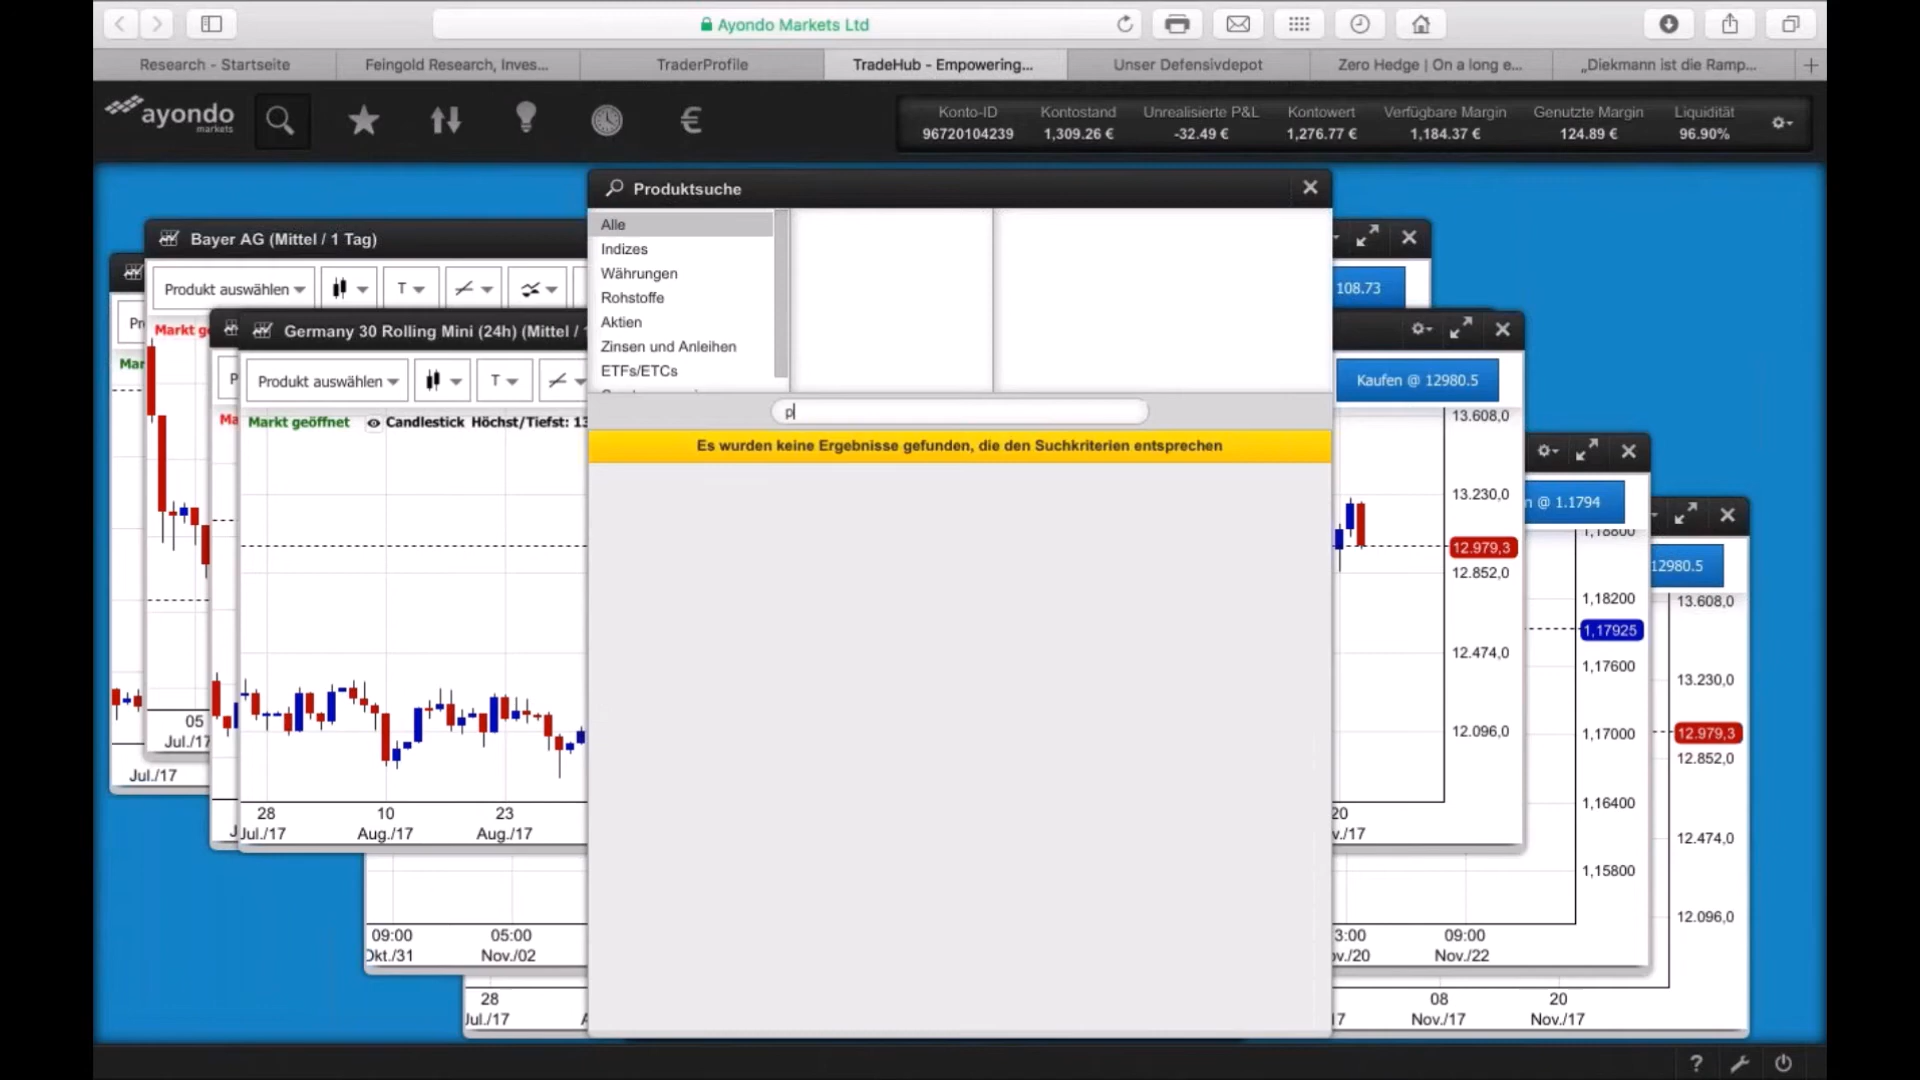 Ayondo Markets Ltd
Research - Startseite
Feingold Research, Inves...
TraderProfile
TradeHub - Empowering...
Unser Defensivdepot
Zero Hedge | On a long e...
„Diekmann ist die Ramp...
ayondo
markets
Konto-ID
96720104239
Kontostand
1,309.26 €
Unrealisierte P&L
-32.49 €
Kontowert
1,276.77 €
Verfügbare Margin
1,184.37 €
Genutzte Margin
124.89 €
Liquidität
96.90%
Produktsuche
Alle
Indizes
Währungen
Rohstoffe
Aktien
Zinsen und Anleihen
ETFs/ETCs
p
Es wurden keine Ergebnisse gefunden, die den Suchkriterien entsprechen
Bayer AG (Mittel / 1 Tag)
Produkt auswählen
T
108.73
Markt g
05
Jul./17
Jul./17
Germany 30 Rolling Mini (24h) (Mittel / 1
Produkt auswählen
T
Kaufen @ 12980.5
Markt geöffnet
Candlestick Höchst/Tiefst: 13
13.608,0
13.230,0
12.979,3
12.852,0
12.474,0
12.096,0
28
Jul./17
10
Aug./17
23
Aug./17
20
v./17
n @ 1.1794
1,18800
1,18200
1,17925
1,17600
1,17000
1,16400
1,15800
09:00
Okt./31
05:00
Nov./02
3:00
ov./20
09:00
Nov./22
12980.5
13.608,0
13.230,0
12.979,3
12.852,0
12.474,0
12.096,0
28
Jul./17
17
08
Nov./17
20
Nov./17